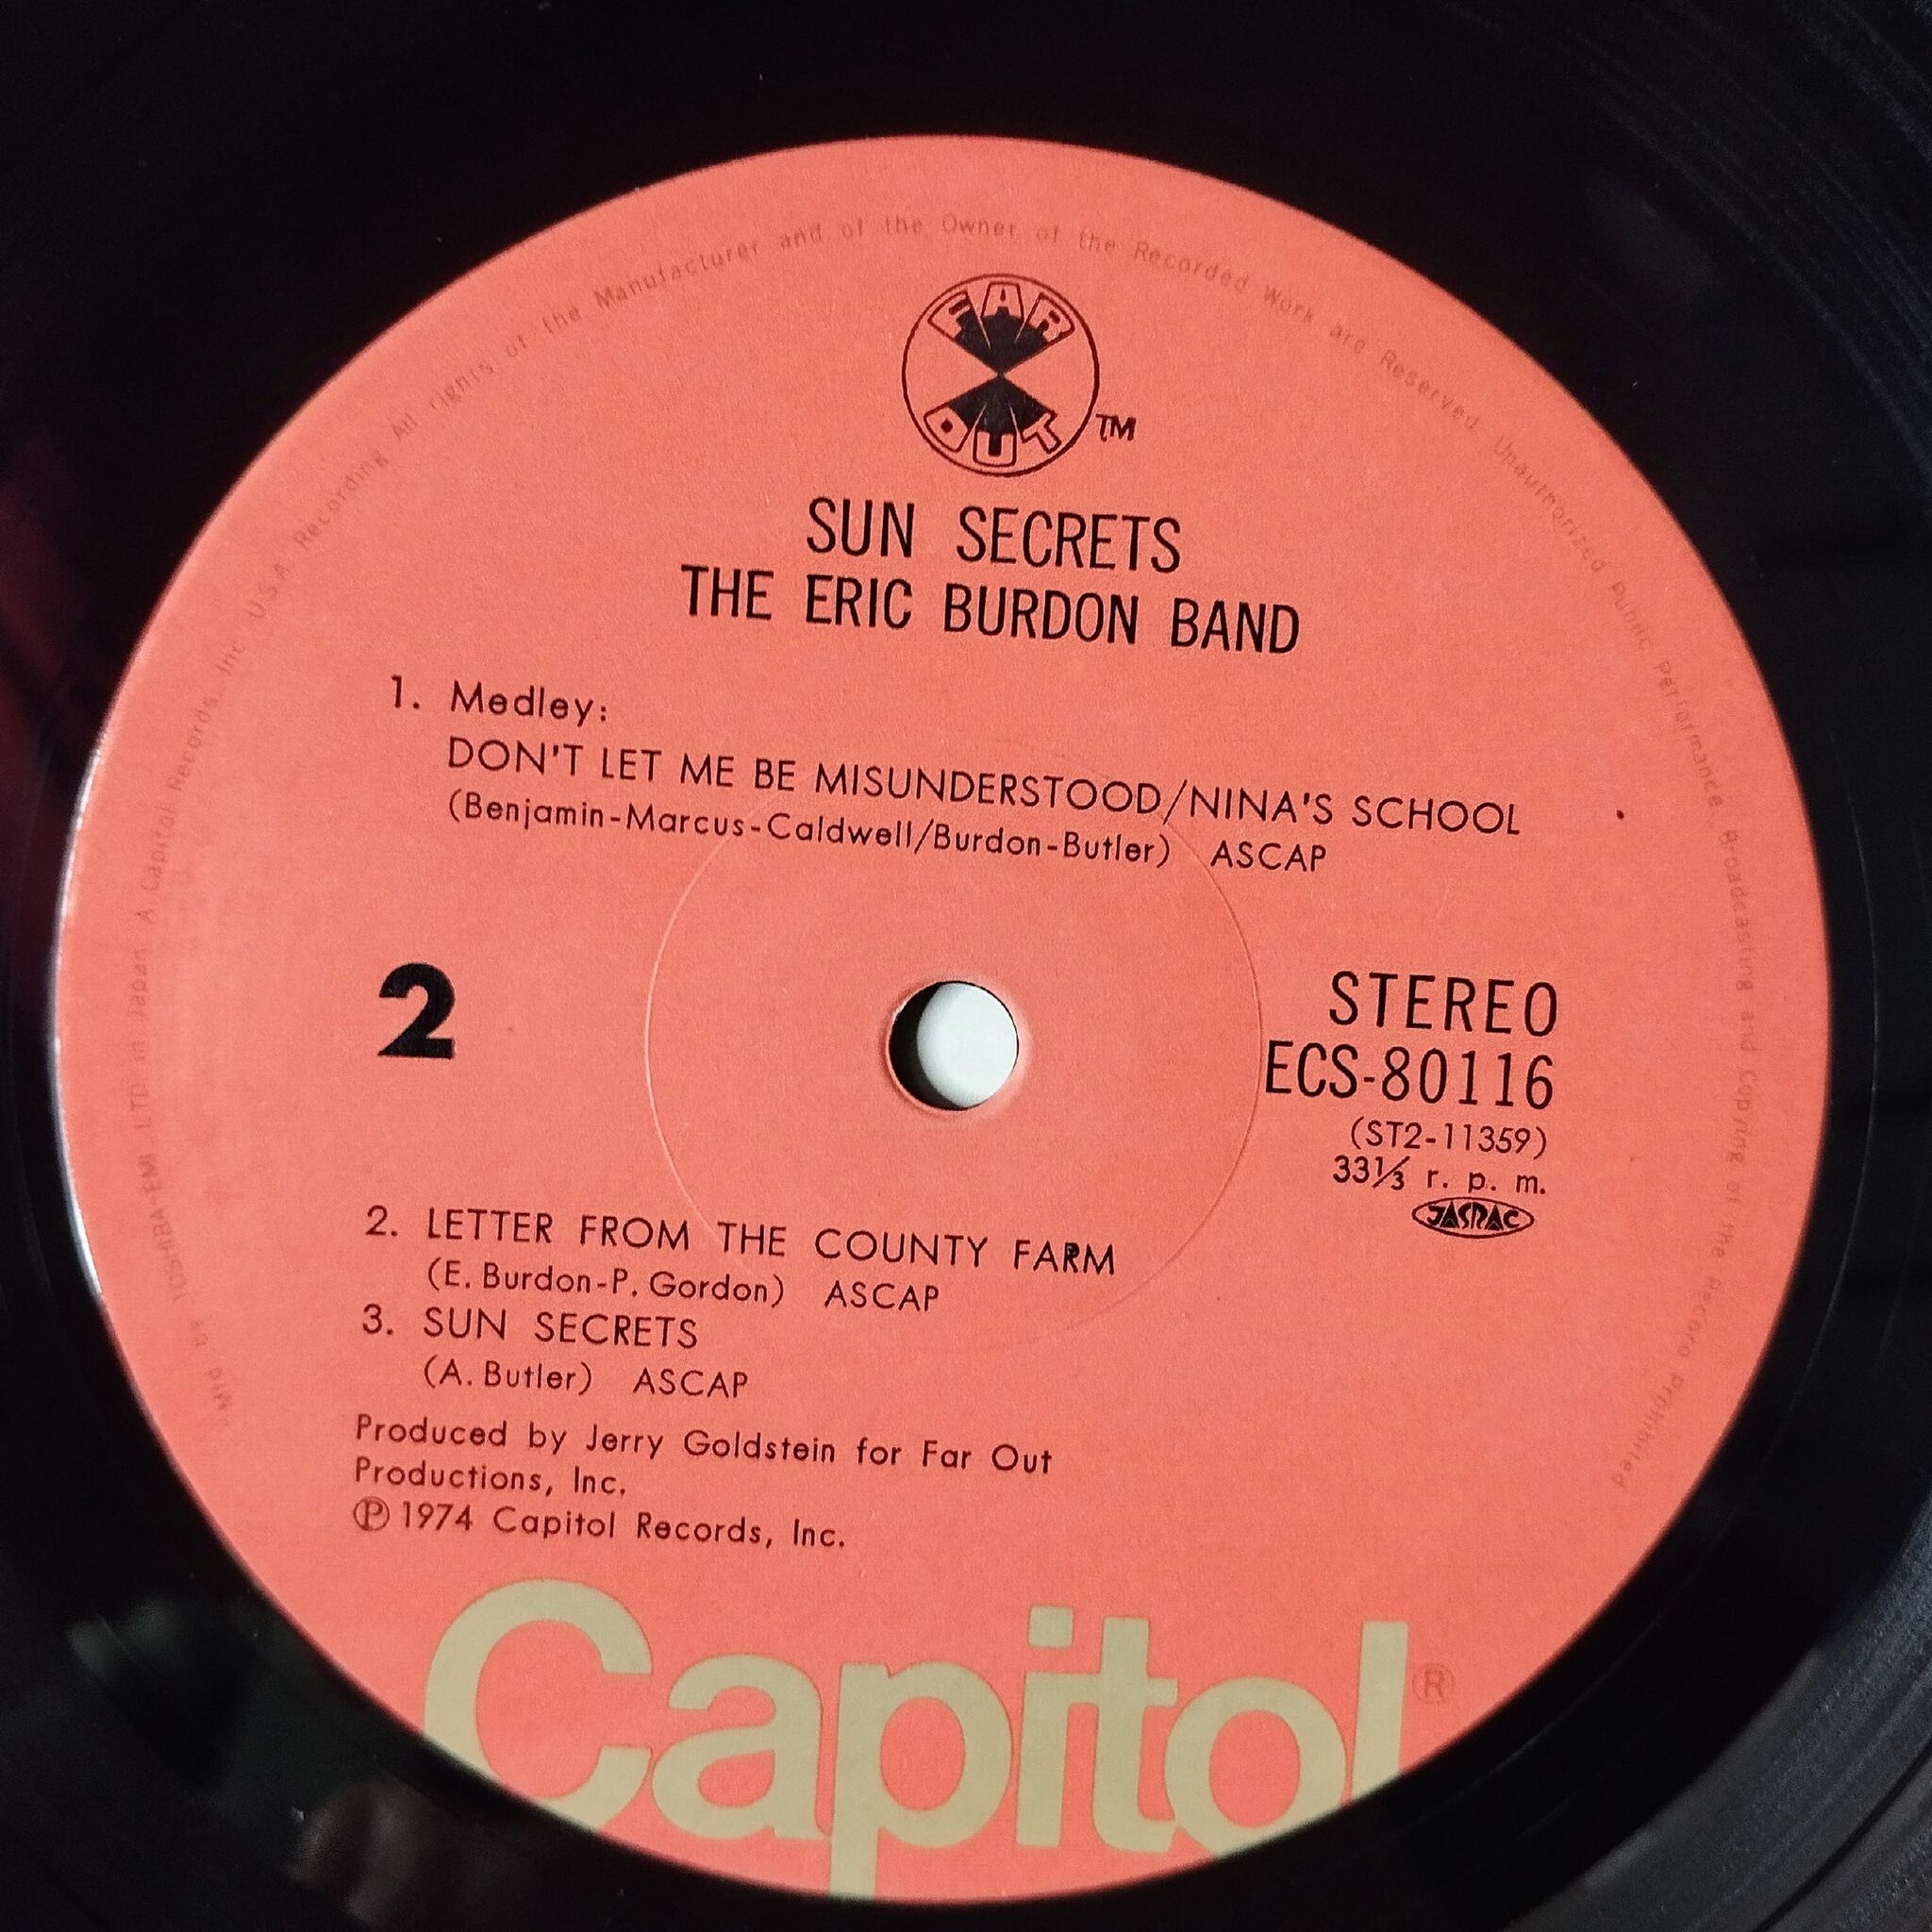 "Mfd by TOSHIBA-EMI LTD in Japan A Capitol Records, Inc U.S.A Recording All rights of the Manufacturer and of the Owner of the Recorded Work are Reserved Unauthorized Public Performance, Broadcasting and Copying of the Record Prohibited
FAR
OUT
TM
SUN SECRETS
THE ERIC BURDON BAND
1. Medley:
DON'T LET ME BE MISUNDERSTOOD/NINA'S SCHOOL
(Benjamin-Marcus-Caldwell/Burdon-Butler) ASCAP
2
STEREO
ECS-80116
(ST2-11359)
33⅓ r. p. m.
JASRAC
2. LETTER FROM THE COUNTY FARM
(E. Burdon-P. Gordon) ASCAP
3. SUN SECRETS
(A. Butler) ASCAP
Produced by Jerry Goldstein for Far Out
Productions, Inc.
℗ 1974 Capitol Records, Inc.
Capitol®